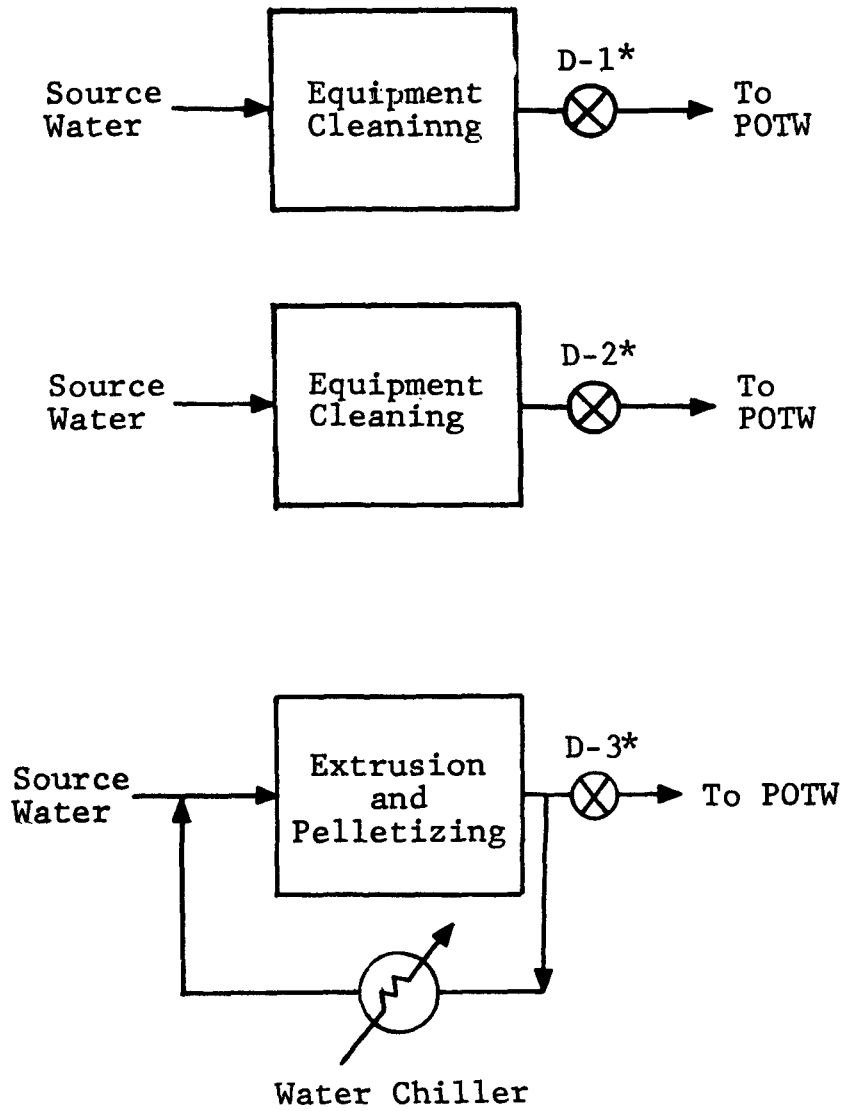 D-1*
Source
Water
Equipment
Cleaninng
To
POTW
D-2*
Source
Water
Equipment
Cleaning
To
POTW
D-3*
Source
Water
Extrusion
and
Pelletizing
To POTW
Water Chiller